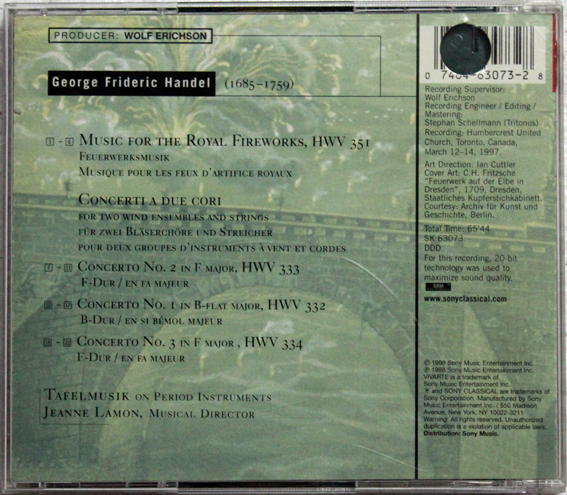 PRODUCER: WOLF ERICHSON
George Frideric Handel (1685–1759)
MUSIC FOR THE ROYAL FIREWORKS, HWV 351
FEUERWERKSMUSIK
MUSIQUE POUR LES FEUX D'ARTIFICE ROYAUX
CONCERTI A DUE CORI
FOR TWO WIND ENSEMBLES AND STRINGS
FÜR ZWEI BLÄSERCHÖRE UND STREICHER
POUR DEUX GROUPES D'INSTRUMENTS À VENT ET CORDES
CONCERTO NO. 2 IN F MAJOR, HWV 333
F-DUR / EN FA MAJEUR
CONCERTO NO. 1 IN B-FLAT MAJOR, HWV 332
B-DUR / EN SI BÉMOL MAJEUR
CONCERTO NO. 3 IN F MAJOR, HWV 334
F-DUR / EN FA MAJEUR
TAFELMUSIK ON PERIOD INSTRUMENTS
JEANNE LAMON, MUSICAL DIRECTOR
63073-2 8
Recording Supervisor:
Wolf Erichson
Recording Engineer / Editing /
Mastering:
Stephan Schellmann (Tritonus)
Recording: Humbercrest United
Church, Toronto, Canada,
March 12–14, 1997.
Art Direction: Ian Cuttler
Cover Art: C.H. Fritzsche
"Feuerwerk auf der Elbe in
Dresden", 1709, Dresden,
Staatliches Kupferstichkabinett.
Courtesy: Archiv für Kunst und
Geschichte, Berlin.
Total Time: 65'44
SK 63073
DDD
For this recording, 20-bit
technology was used to
maximize sound quality.
SBM
www.sonyclassical.com
℗ 1998 Sony Music Entertainment Inc.
© 1998 Sony Music Entertainment Inc.
VIVARTE is a trademark of
Sony Music Entertainment Inc.
and SONY CLASSICAL are trademarks of
Sony Corporation. Manufactured by Sony
Music Entertainment Inc. / 550 Madison
Avenue, New York, NY 10022-3211
Warning: All rights reserved. Unauthorized
duplication is a violation of applicable laws.
Distribution: Sony Music.